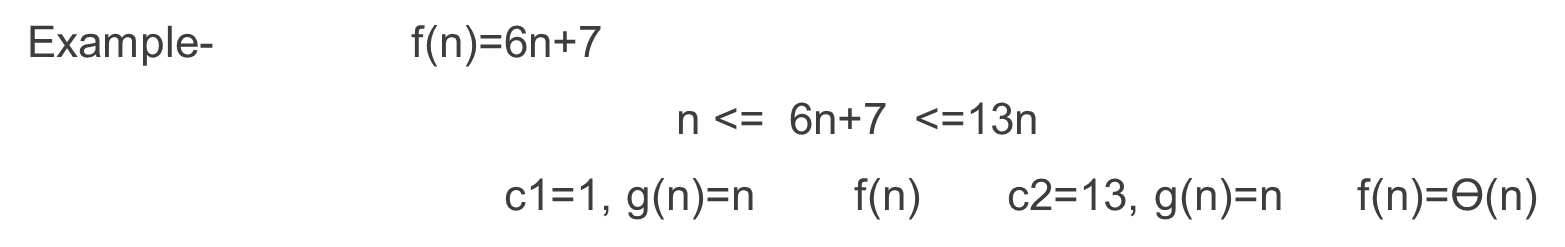 Example- f(n)=6n+7
n <= 6n+7 <=13n
c1=1, g(n)=n f(n) c2=13, g(n)=n f(n)=Ɵ(n)